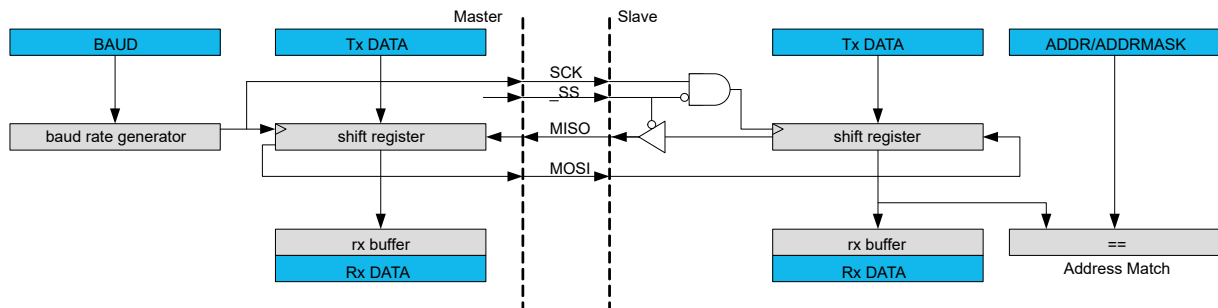 Master
Slave
BAUD
Tx DATA
Tx DATA
ADDR/ADDRMASK
SCK
_SS
baud rate generator
shift register
MISO
shift register
MOSI
rx buffer
rx buffer
==
Rx DATA
Rx DATA
Address Match